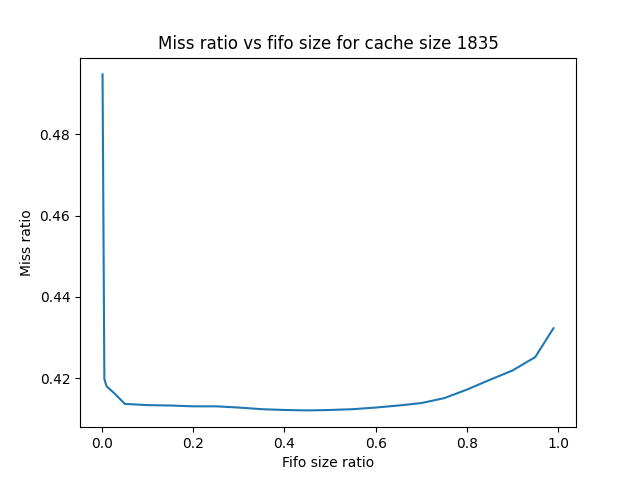 Miss ratio vs fifo size for cache size 1835
Miss ratio
0.48
0.46
0.44
0.42
0.0 0.2 0.4 0.6 0.8 1.0
Fifo size ratio